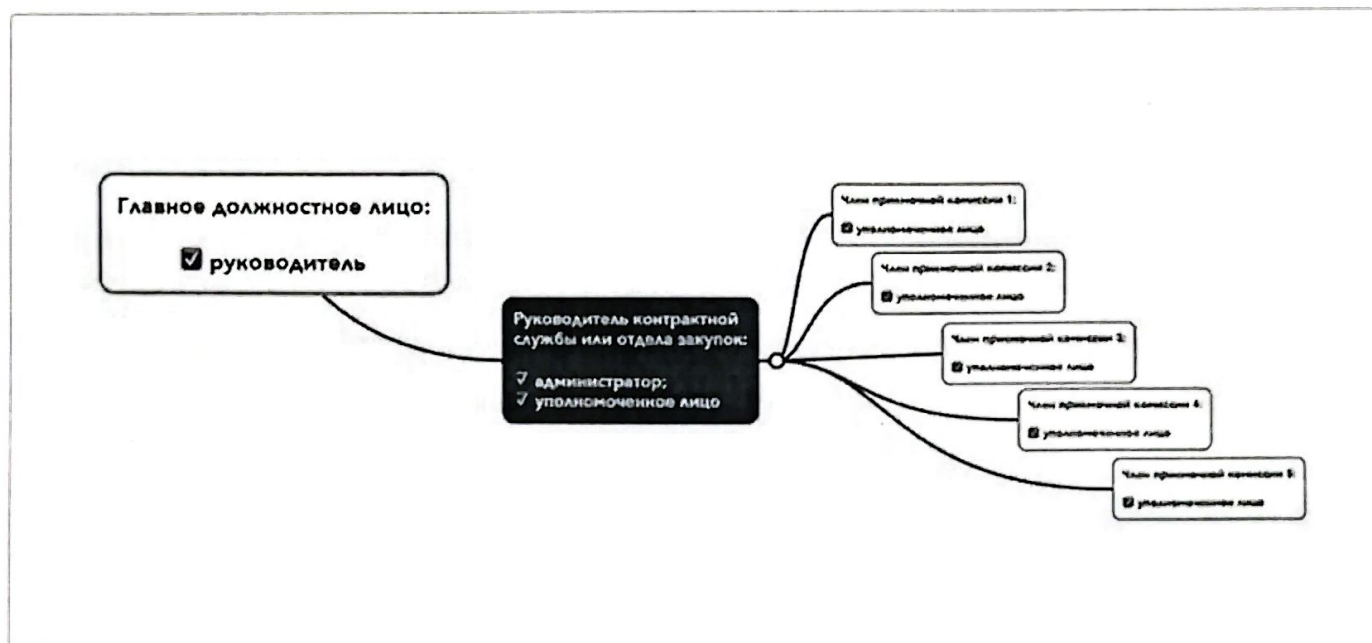 Главное должностное лицо:
☑ руководитель
Руководитель контрактной
службы или отдела закупок:
✓ администратор;
✓ уполномоченное лицо
Член приемочной комиссии 1:
☑ уполномоченное лицо
Член приемочной комиссии 2:
☑ уполномоченное лицо
Член приемочной комиссии 3:
☑ уполномоченное лицо
Член приемочной комиссии 4:
☑ уполномоченное лицо
Член приемочной комиссии 5:
☑ уполномоченное лицо